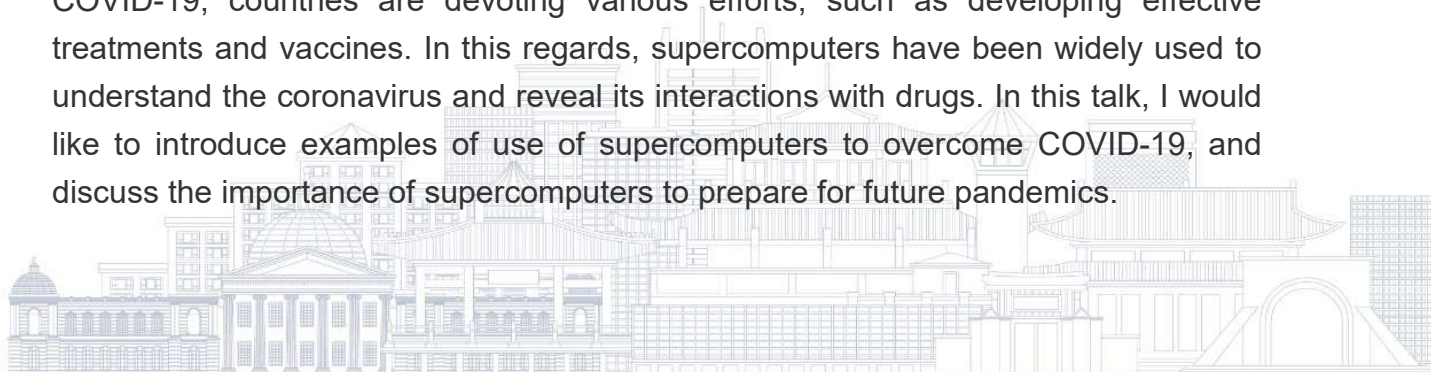 COVID-19, countries are devoting various efforts, such as developing effective
treatments and vaccines. In this regards, supercomputers have been widely used to
understand the coronavirus and reveal its interactions with drugs. In this talk, I would
like to introduce examples of use of supercomputers to overcome COVID-19, and
discuss the importance of supercomputers to prepare for future pandemics.